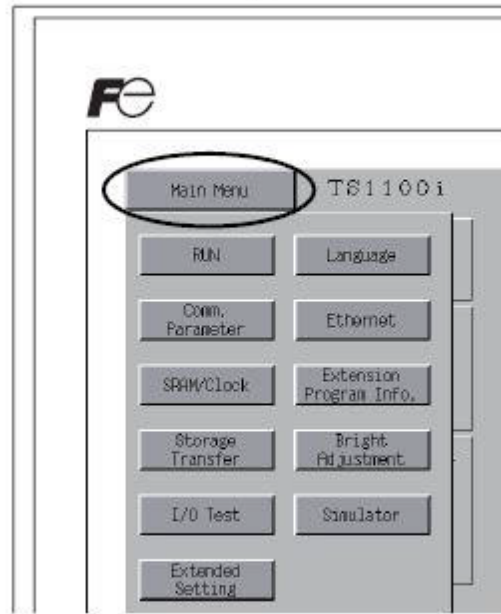 Fe
Main Menu
TS1100i
RUN
Language
Comm.
Parameter
Ethernet
SRAM/Clock
Extension
Program Info.
Storage
Transfer
Bright
Adjustment
I/O Test
Simulator
Extended
Setting